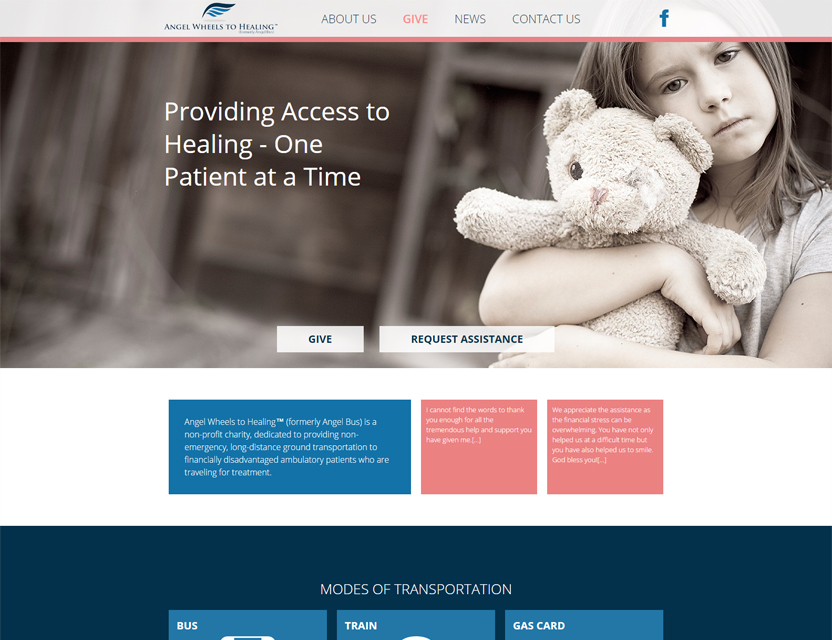 ANGEL WHEELS TO HEALING™
(formerly Angel Bus)
ABOUT US
GIVE
NEWS
CONTACT US
f
Providing Access to
Healing - One
Patient at a Time
GIVE
REQUEST ASSISTANCE
Angel Wheels to Healing™ (formerly Angel Bus) is a
non-profit charity, dedicated to providing non-
emergency, long-distance ground transportation to
financially disadvantaged ambulatory patients who are
traveling for treatment.
I cannot find the words to thank
you enough for all the
tremendous help and support you
have given me.[...]
We appreciate the assistance as
the financial stress can be
overwhelming. You have not only
helped us at a difficult time but
you have also helped us to smile.
God bless you![...]
MODES OF TRANSPORTATION
BUS
TRAIN
GAS CARD